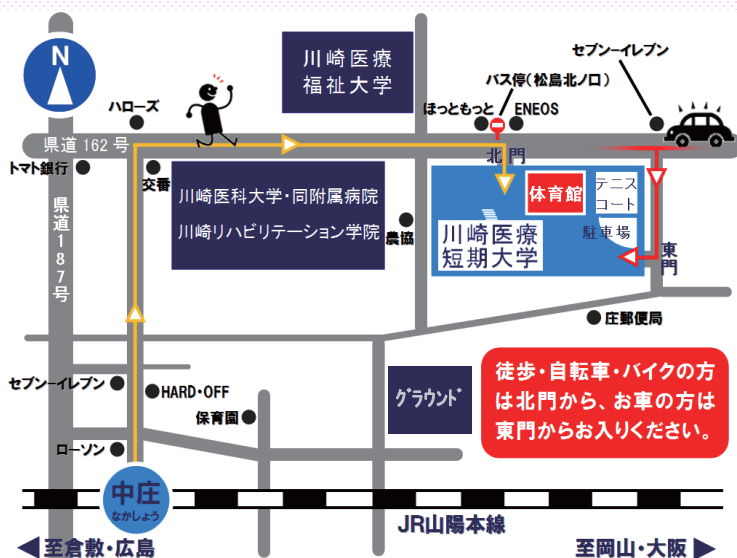 N
川崎医療
福祉大学
セブン-イレブン
バス停(松島北ノ口)
ハローズ
ほっともっと
ENEOS
県道162号
北門
トマト銀行
交番
川崎医科大学・同附属病院
川崎リハビリテーション学院
体育館
テニス
コート
県道187号
農協
川崎医療
短期大学
駐車場
東門
庄郵便局
セブン-イレブン
HARD・OFF
保育園
グラウンド
徒歩・自転車・バイクの方
は北門から、お車の方は
東門からお入りください。
ローソン
中庄
なかしょう
JR山陽本線
至倉敷・広島
至岡山・大阪